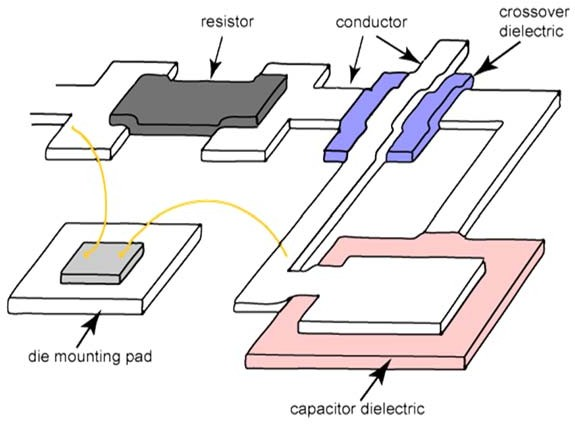 resistor
conductor
crossover
dielectric
die mounting pad
capacitor dielectric